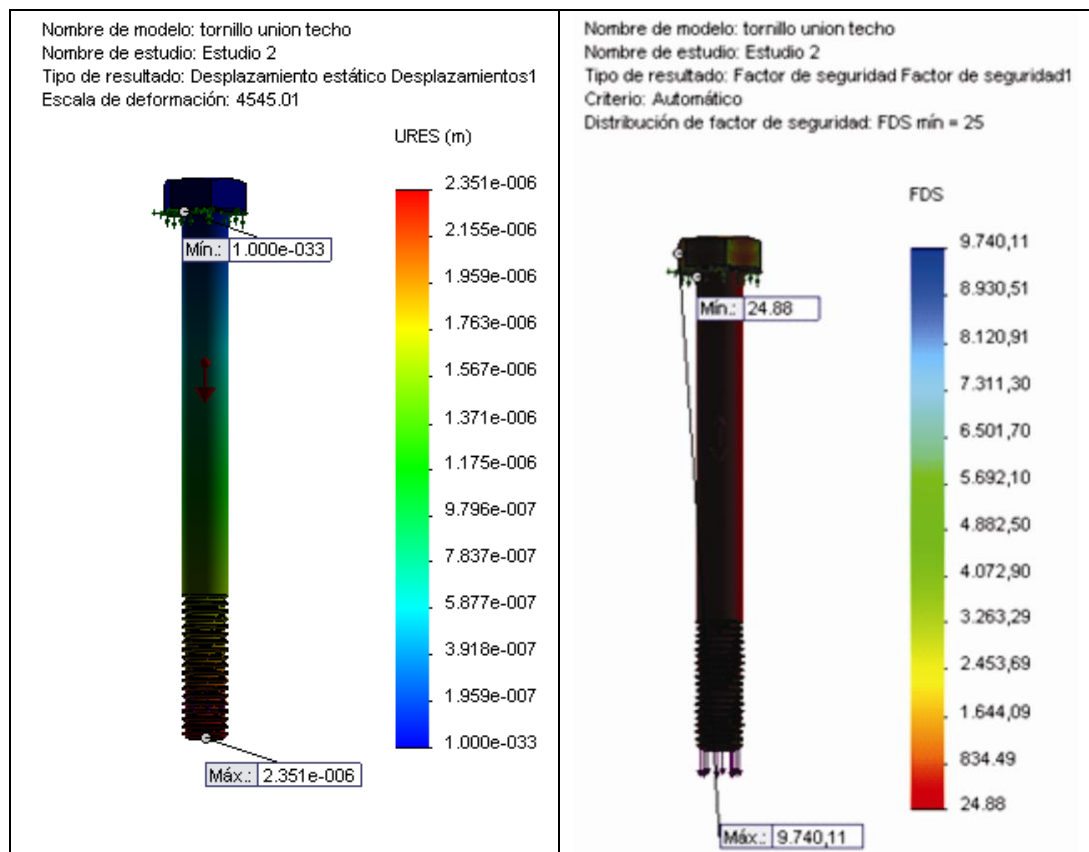 Nombre de modelo: tornillo union techo
Nombre de estudio: Estudio 2
Tipo de resultado: Desplazamiento estático Desplazamientos1
Escala de deformación: 4545.01
URES (m)
2.351e-006
2.155e-006
1.959e-006
1.763e-006
1.567e-006
1.371e-006
1.175e-006
9.796e-007
7.837e-007
5.877e-007
3.918e-007
1.959e-007
1.000e-033
Mín.: 1.000e-033
Máx.: 2.351e-006
Nombre de modelo: tornillo union techo
Nombre de estudio: Estudio 2
Tipo de resultado: Factor de seguridad Factor de seguridad1
Criterio: Automático
Distribución de factor de seguridad: FDS mín = 25
FDS
9.740,11
8.930,51
8.120,91
7.311,30
6.501,70
5.692,10
4.882,50
4.072,90
3.263,29
2.453,69
1.644,09
834.49
24.88
Mín.: 24.88
Máx.: 9.740,11